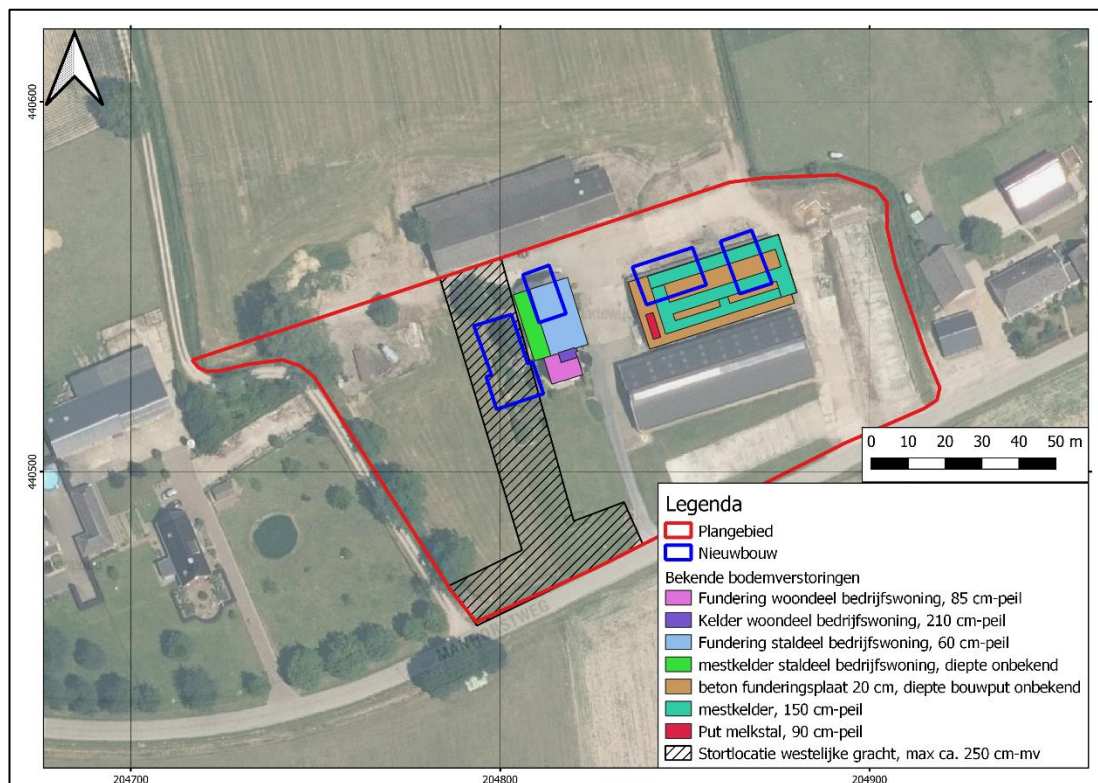 440600
440500
204700
204800
204900
0 10 20 30 40 50 m
Legenda
Plangebied
Nieuwbouw
Bekende bodemverstoringen
Fundering woondeel bedrijfswoning, 85 cm-peil
Kelder woondeel bedrijfswoning, 210 cm-peil
Fundering staldeel bedrijfswoning, 60 cm-peil
mestkelder staldeel bedrijfswoning, diepte onbekend
beton funderingsplaat 20 cm, diepte bouwput onbekend
mestkelder, 150 cm-peil
Put melkstal, 90 cm-peil
Stortlocatie westelijke gracht, max ca. 250 cm-mv